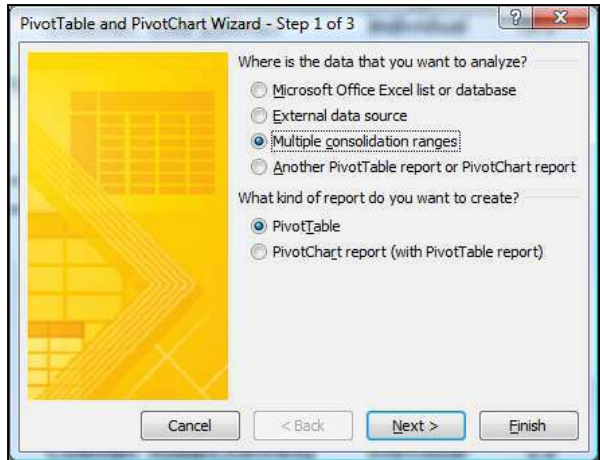 PivotTable and PivotChart Wizard - Step 1 of 3
Where is the data that you want to analyze?
Microsoft Office Excel list or database
External data source
Multiple consolidation ranges
Another PivotTable report or PivotChart report
What kind of report do you want to create?
PivotTable
PivotChart report (with PivotTable report)
Cancel
< Back
Next >
Finish